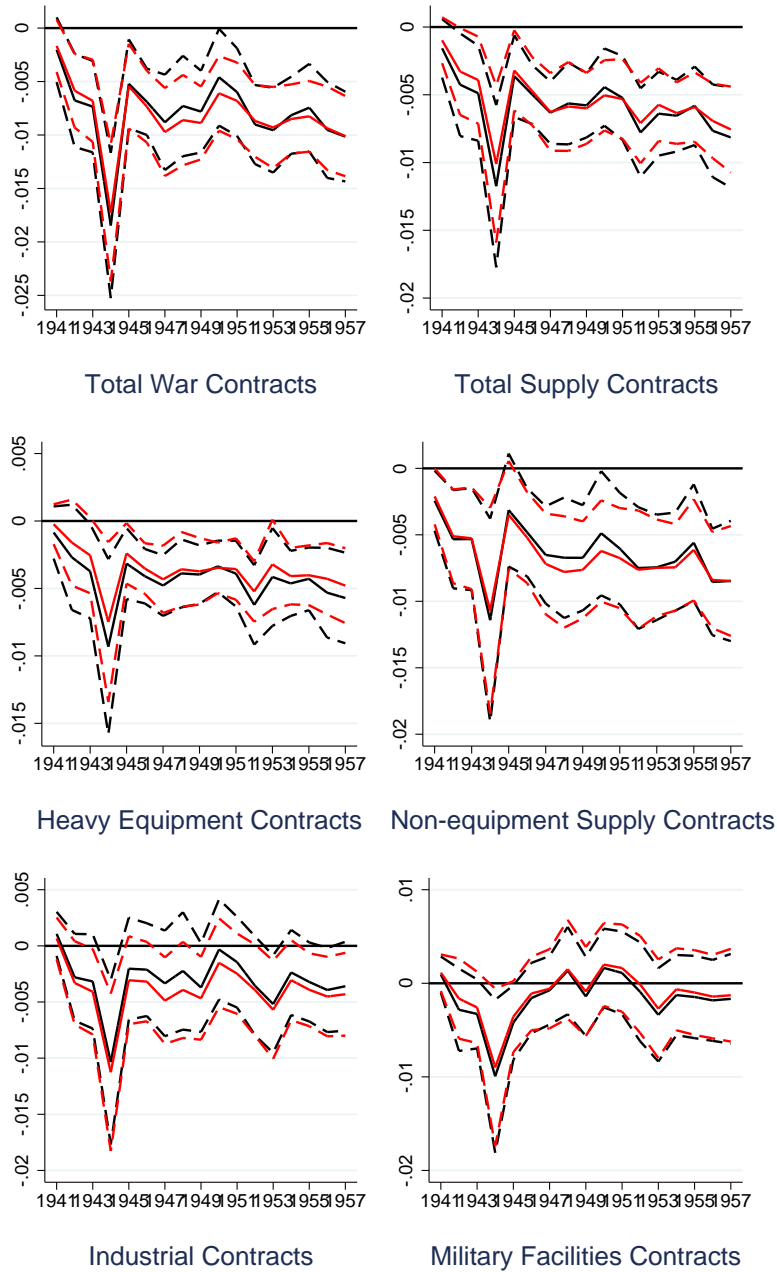 0
-.005
-.01
-.015
-.02
-.025
1941 1943 1945 1947 1949 1951 1953 1955 1957
Total War Contracts
0
-.005
-.01
-.015
-.02
1941 1943 1945 1947 1949 1951 1953 1955 1957
Total Supply Contracts
.005
0
-.005
-.01
-.015
1941 1943 1945 1947 1949 1951 1953 1955 1957
Heavy Equipment Contracts
0
-.005
-.01
-.015
-.02
1941 1943 1945 1947 1949 1951 1953 1955 1957
Non-equipment Supply Contracts
.005
0
-.005
-.01
-.015
-.02
1941 1943 1945 1947 1949 1951 1953 1955 1957
Industrial Contracts
.01
0
-.01
-.02
1941 1943 1945 1947 1949 1951 1953 1955 1957
Military Facilities Contracts